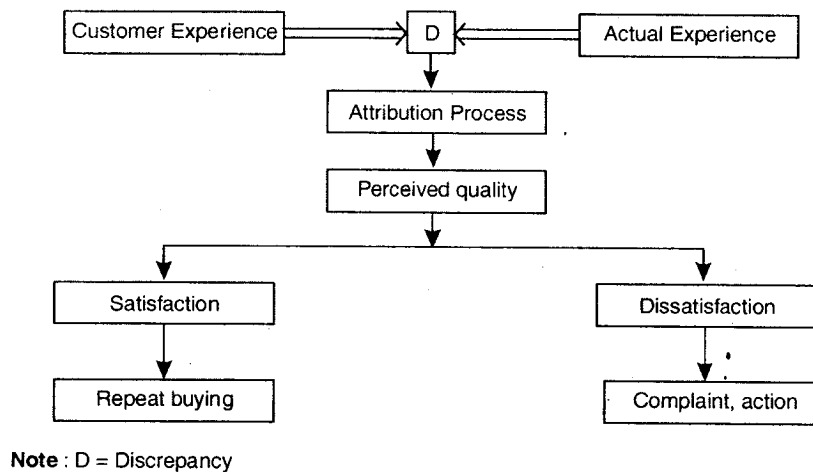 Customer Experience
D
Actual Experience
Attribution Process
Perceived quality
Satisfaction
Dissatisfaction
Repeat buying
Complaint, action
Note : D = Discrepancy